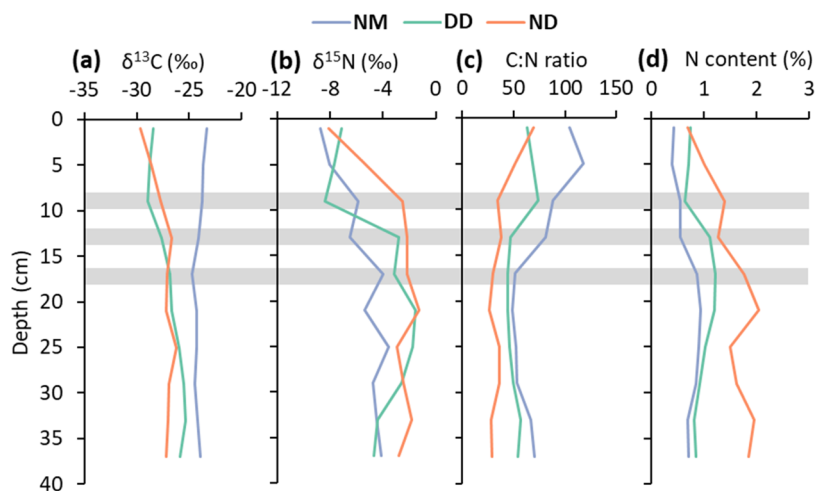 NM DD ND
(a) δ¹³C (‰) (b) δ¹⁵N (‰) (c) C:N ratio (d) N content (%)
-35 -30 -25 -20 -12 -8 -4 0 0 50 100 150 0 1 2 3
0
5
10
15
20
25
30
35
40
Depth (cm)